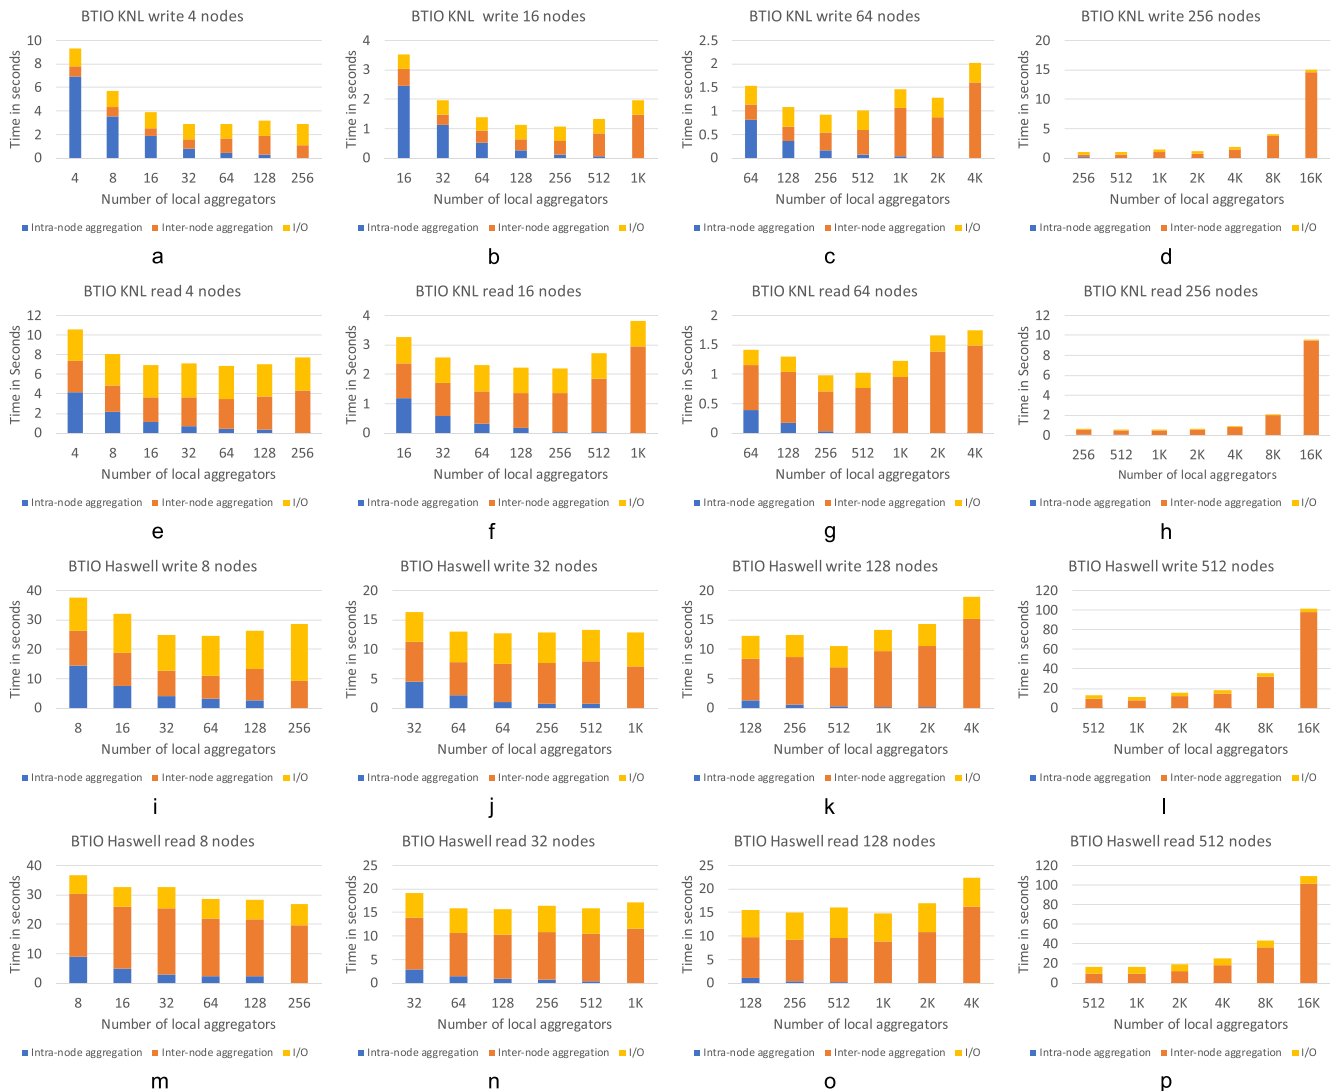 BTIO KNL write 4 nodes
Time in seconds
10
8
6
4
2
0
4 8 16 32 64 128 256
Number of local aggregators
Intra-node aggregation Inter-node aggregation I/O
a
BTIO KNL write 16 nodes
Time in seconds
4
3
2
1
0
16 32 64 128 256 512 1K
Number of local aggregators
Intra-node aggregation Inter-node aggregation I/O
b
BTIO KNL write 64 nodes
Time in seconds
2.5
2
1.5
1
0.5
0
64 128 256 512 1K 2K 4K
Number of local aggregators
Intra-node aggregation Inter-node aggregation I/O
c
BTIO KNL write 256 nodes
Time in seconds
20
15
10
5
0
256 512 1K 2K 4K 8K 16K
Number of local aggregators
Intra-node aggregation Inter-node aggregation I/O
d
BTIO KNL read 4 nodes
Time in Seconds
12
10
8
6
4
2
0
4 8 16 32 64 128 256
Number of local aggregators
Intra-node aggregation Inter-node aggregation I/O
e
BTIO KNL read 16 nodes
Time in Seconds
4
3
2
1
0
16 32 64 128 256 512 1K
Number of local aggregators
Intra-node aggregation Inter-node aggregation I/O
f
BTIO KNL read 64 nodes
Time in Seconds
2
1.5
1
0.5
0
64 128 256 512 1K 2K 4K
Number of local aggregators
Intra-node aggregation Inter-node aggregation I/O
g
BTIO KNL read 256 nodes
Time in Seconds
12
10
8
6
4
2
0
256 512 1K 2K 4K 8K 16K
Number of local aggregators
Intra-node aggregation Inter-node aggregation I/O
h
BTIO Haswell write 8 nodes
Time in seconds
40
30
20
10
0
8 16 32 64 128 256
Number of local aggregators
Intra-node aggregation Inter-node aggregation I/O
i
BTIO Haswell write 32 nodes
Time in seconds
20
15
10
5
0
32 64 64 256 512 1K
Number of local aggregators
Intra-node aggregation Inter-node aggregation I/O
j
BTIO Haswell write 128 nodes
Time in seconds
20
15
10
5
0
128 256 512 1K 2K 4K
Number of local aggregators
Intra-node aggregation Inter-node aggregation I/O
k
BTIO Haswell write 512 nodes
Time in seconds
120
100
80
60
40
20
0
512 1K 2K 4K 8K 16K
Number of local aggregators
Intra-node aggregation Inter-node aggregation I/O
l
BTIO Haswell read 8 nodes
Time in seconds
40
30
20
10
0
8 16 32 64 128 256
Number of local aggregators
Intra-node aggregation Inter-node aggregation I/O
m
BTIO Haswell read 32 nodes
Time in seconds
25
20
15
10
5
0
32 64 128 256 512 1K
Number of local aggregators
Intra-node aggregation Inter-node aggregation I/O
n
BTIO Haswell read 128 nodes
Time in seconds
25
20
15
10
5
0
128 256 512 1K 2K 4K
Number of local aggregators
Intra-node aggregation Inter-node aggregation I/O
o
BTIO Haswell read 512 nodes
Time in seconds
120
100
80
60
40
20
0
512 1K 2K 4K 8K 16K
Number of local aggregators
Intra-node aggregation Inter-node aggregation I/O
p